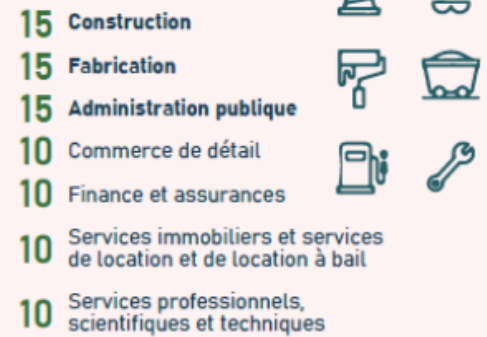 15 Construction
15 Fabrication
15 Administration publique
10 Commerce de détail
10 Finance et assurances
10 Services immobiliers et services
de location et de location à bail
10 Services professionnels,
scientifiques et techniques